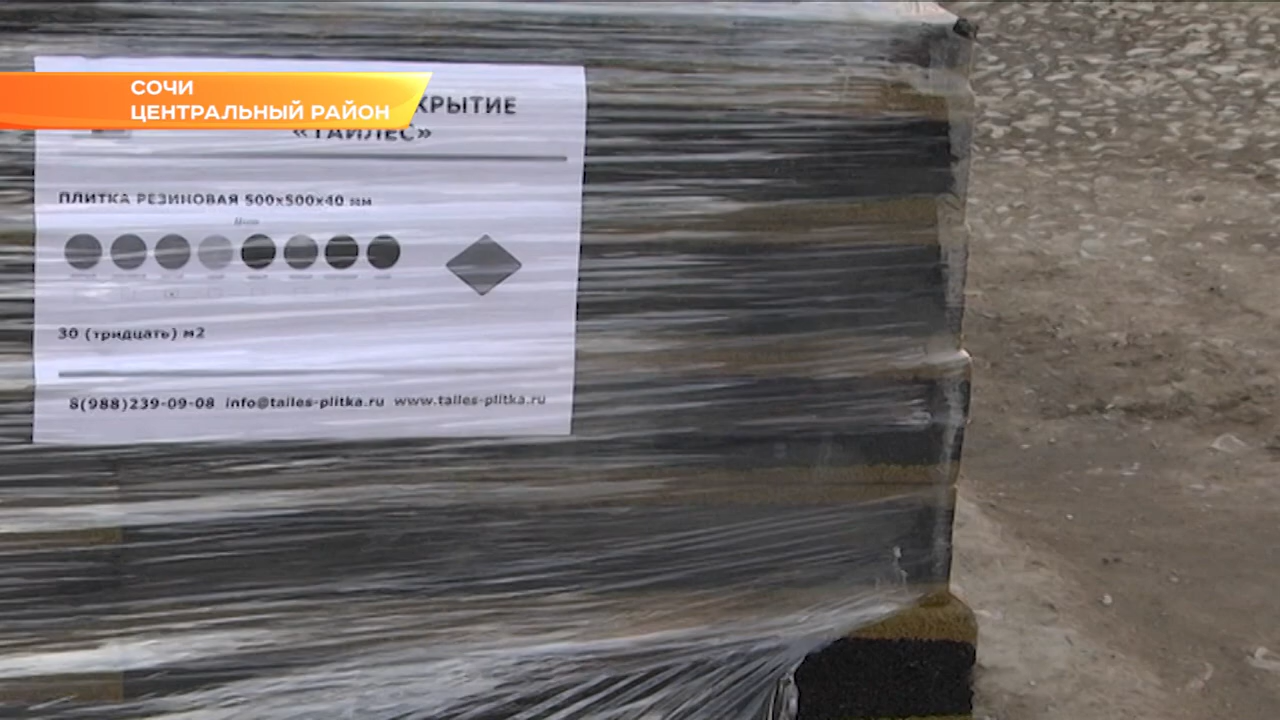 СОЧИ
ЦЕНТРАЛЬНЫЙ РАЙОН
КРЫТИЕ
«ТАЙЛЕС»
ПЛИТКА РЕЗИНОВАЯ 500х500х40 мм
30 (тридцать) м2
8(988)239-09-08 info@tailes-plitka.ru www.tailes-plitka.ru